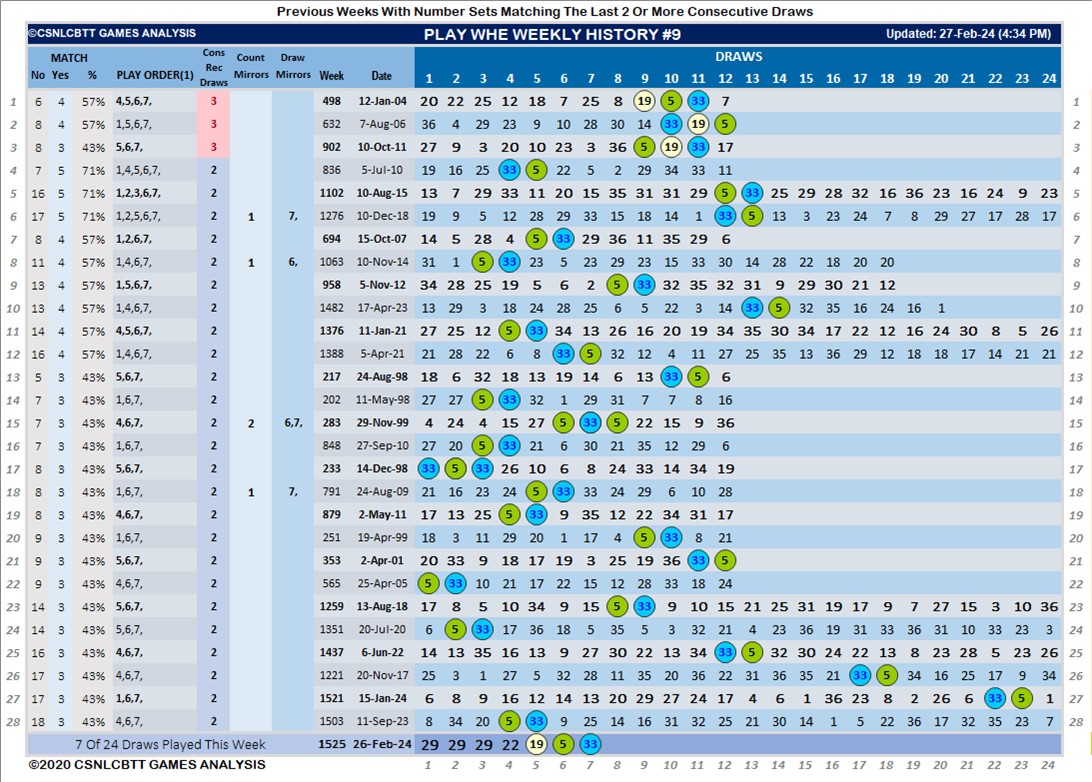 Previous Weeks With Number Sets Matching The Last 2 Or More Consecutive Draws
©CSNLCBTT GAMES ANALYSIS PLAY WHE WEEKLY HISTORY #9 Updated: 27-Feb-24 (4:34 PM)
MATCH Cons Rec Draws Count Mirrors Draw Mirrors DRAWS
No Yes % PLAY ORDER(1) Week Date 1 2 3 4 5 6 7 8 9 10 11 12 13 14 15 16 17 18 19 20 21 22 23 24
1 6 4 57% 4,5,6,7, 3 498 12-Jan-04 20 22 25 12 18 7 25 8 19 5 33 7 1
2 8 4 57% 1,5,6,7, 3 632 7-Aug-06 36 4 29 23 9 10 28 30 14 33 19 5 2
3 8 3 43% 5,6,7, 3 902 10-Oct-11 27 9 3 20 10 23 3 36 5 19 33 17 3
4 7 5 71% 1,4,5,6,7, 2 836 5-Jul-10 19 16 25 33 5 22 5 2 29 34 33 11 4
5 16 5 71% 1,2,3,6,7, 2 1102 10-Aug-15 13 7 29 33 11 20 15 35 31 31 29 5 33 25 29 28 32 16 36 23 16 24 9 23 5
6 17 5 71% 1,2,5,6,7, 2 1 7, 1276 10-Dec-18 19 9 5 12 28 29 33 15 18 14 1 33 5 13 3 23 24 7 8 29 27 17 28 17 6
7 8 4 57% 1,2,6,7, 2 694 15-Oct-07 14 5 28 4 5 33 29 36 11 35 29 6 7
8 11 4 57% 1,4,6,7, 2 1 6, 1063 10-Nov-14 31 1 5 33 23 5 23 29 23 15 33 30 14 28 22 18 20 20 8
9 13 4 57% 1,5,6,7, 2 958 5-Nov-12 34 28 25 19 5 6 2 5 33 32 35 32 31 9 29 30 21 12 9
10 13 4 57% 1,4,6,7, 2 1482 17-Apr-23 13 29 3 18 24 28 25 6 5 22 3 14 33 5 32 35 16 24 16 1 10
11 14 4 57% 4,5,6,7, 2 1376 11-Jan-21 27 25 12 5 33 34 13 26 16 20 19 34 35 30 34 17 22 12 16 24 30 8 5 26 11
12 16 4 57% 1,4,6,7, 2 1388 5-Apr-21 21 28 22 6 8 33 5 32 12 4 11 27 25 35 13 36 29 12 18 18 17 14 21 21 12
13 5 3 43% 5,6,7, 2 217 24-Aug-98 18 6 32 18 13 19 14 6 13 33 5 6 13
14 7 3 43% 1,6,7, 2 202 11-May-98 27 27 5 33 32 1 29 31 7 7 8 16 14
15 7 3 43% 4,6,7, 2 2 6,7, 283 29-Nov-99 4 24 4 15 27 5 33 5 22 15 9 36 15
16 7 3 43% 1,6,7, 2 848 27-Sep-10 27 20 5 33 21 6 30 21 35 12 29 6 16
17 8 3 43% 5,6,7, 2 233 14-Dec-98 33 5 33 26 10 6 8 24 33 14 34 19 17
18 8 3 43% 1,6,7, 2 1 7, 791 24-Aug-09 21 16 23 24 5 33 33 24 29 6 10 28 18
19 8 3 43% 4,6,7, 2 879 2-May-11 17 13 25 5 33 9 35 12 22 34 31 17 19
20 9 3 43% 1,6,7, 2 251 19-Apr-99 18 3 11 29 20 1 17 4 5 33 8 21 20
21 9 3 43% 5,6,7, 2 353 2-Apr-01 20 33 9 18 17 19 3 25 19 36 33 5 21
22 9 3 43% 4,6,7, 2 565 25-Apr-05 5 33 10 21 17 22 15 12 28 33 18 24 22
23 14 3 43% 5,6,7, 2 1259 13-Aug-18 17 8 5 10 34 9 15 5 33 9 10 15 21 25 31 19 17 9 7 27 15 3 10 36 23
24 14 3 43% 5,6,7, 2 1351 20-Jul-20 6 5 33 17 36 18 5 35 5 3 32 21 4 23 36 19 31 33 36 31 10 33 23 3 24
25 16 3 43% 4,6,7, 2 1437 6-Jun-22 14 13 35 16 13 9 27 30 22 13 34 33 5 32 30 24 22 13 8 23 28 5 23 26 25
26 17 3 43% 4,6,7, 2 1221 20-Nov-17 25 3 1 27 5 32 28 11 35 20 36 22 31 36 35 21 33 5 34 16 25 17 9 16 26
27 17 3 43% 1,6,7, 2 1521 15-Jan-24 6 8 9 16 12 14 13 20 29 27 24 17 4 6 1 36 23 8 2 26 6 33 5 1 27
28 18 3 43% 4,6,7, 2 1503 11-Sep-23 8 34 20 5 33 9 25 14 16 31 32 25 21 30 14 1 5 22 36 17 32 35 23 7 28
7 Of 24 Draws Played This Week 1525 26-Feb-24 29 29 29 22 19 5 33
©2020 CSNLCBTT GAMES ANALYSIS 1 2 3 4 5 6 7 8 9 10 11 12 13 14 15 16 17 18 19 20 21 22 23 24